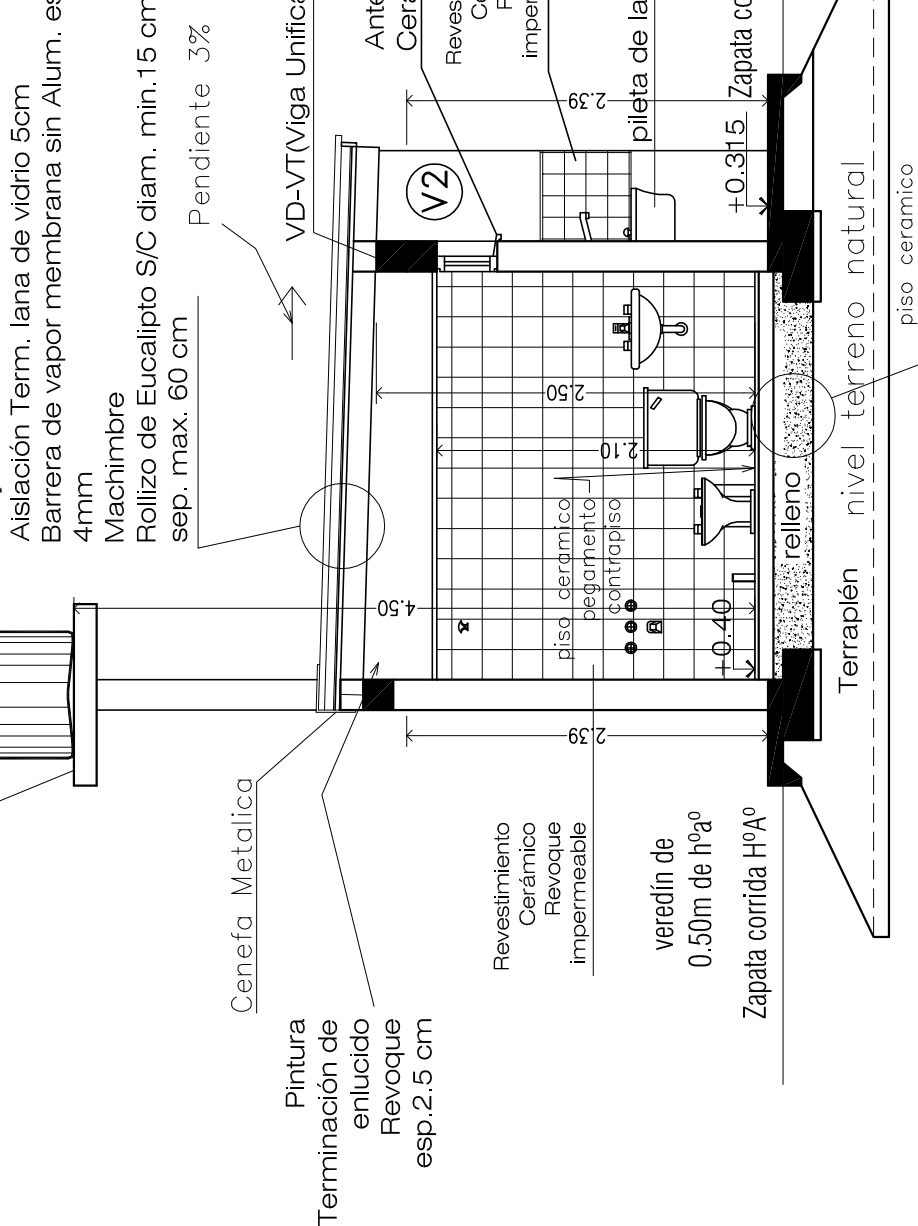 Aislación Term. lana de vidrio 5cm
Barrera de vapor membrana sin Alum. es
4mm
Machimbre
Rollizo de Eucalipto S/C diam. min.15 cm
sep. max. 60 cm
Pendiente 3%
VD-VT(Viga Unifica
Ante
Cerá
Reves
Ce
R
imper
pileta de la
Zapata co
V2
2.39
+0.315
2.50
2.10
4.50
piso ceramico
pegamento
contrapiso
+0.40
relleno
nivel terreno natural
Terraplén
piso ceramico
2.39
Cenefa Metalica
Pintura
Terminación de
enlucido
Revoque
esp.2.5 cm
Revestimiento
Cerámico
Revoque
impermeable
veredín de
0.50m de hºaº
Zapata corrida HºAº